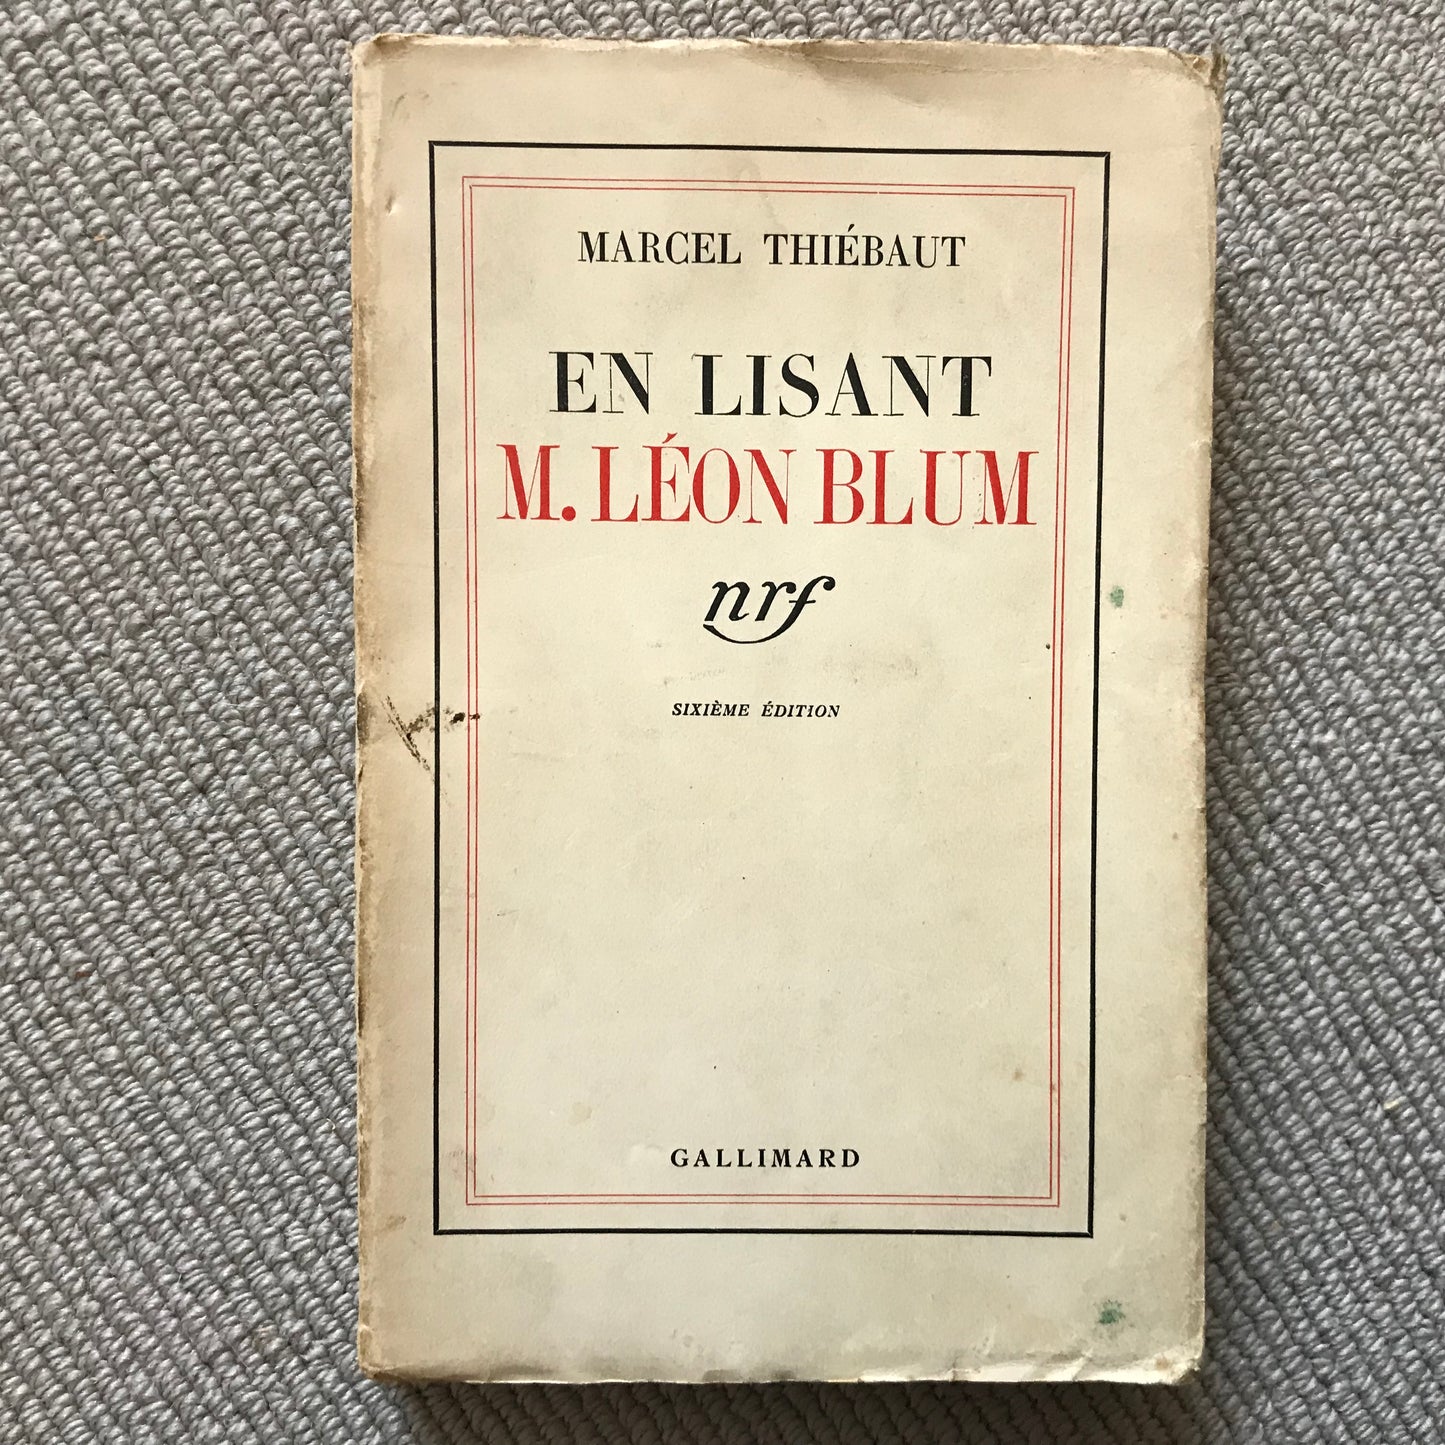 MARCEL THIÉBAUT
EN LISANT
M. LÉON BLUM
nrf
SIXIÈME ÉDITION
GALLIMARD